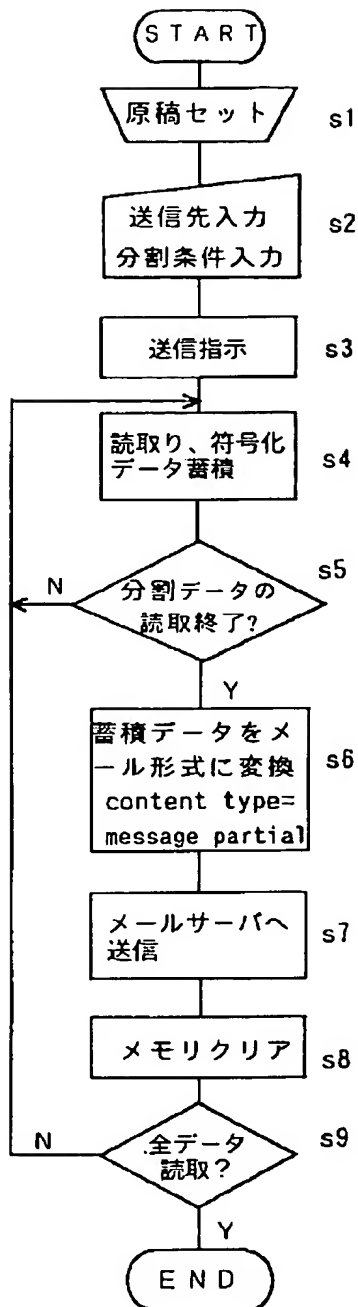 START
原稿セット s1
送信先入力
分割条件入力 s2
送信指示 s3
読取り、符号化
データ蓄積 s4
分割データの
読取終了? s5
N
Y
蓄積データをメ
ール形式に変換
content type=
message partial s6
メールサーバへ
送信 s7
メモリクリア s8
全データ
読取? s9
N
Y
END